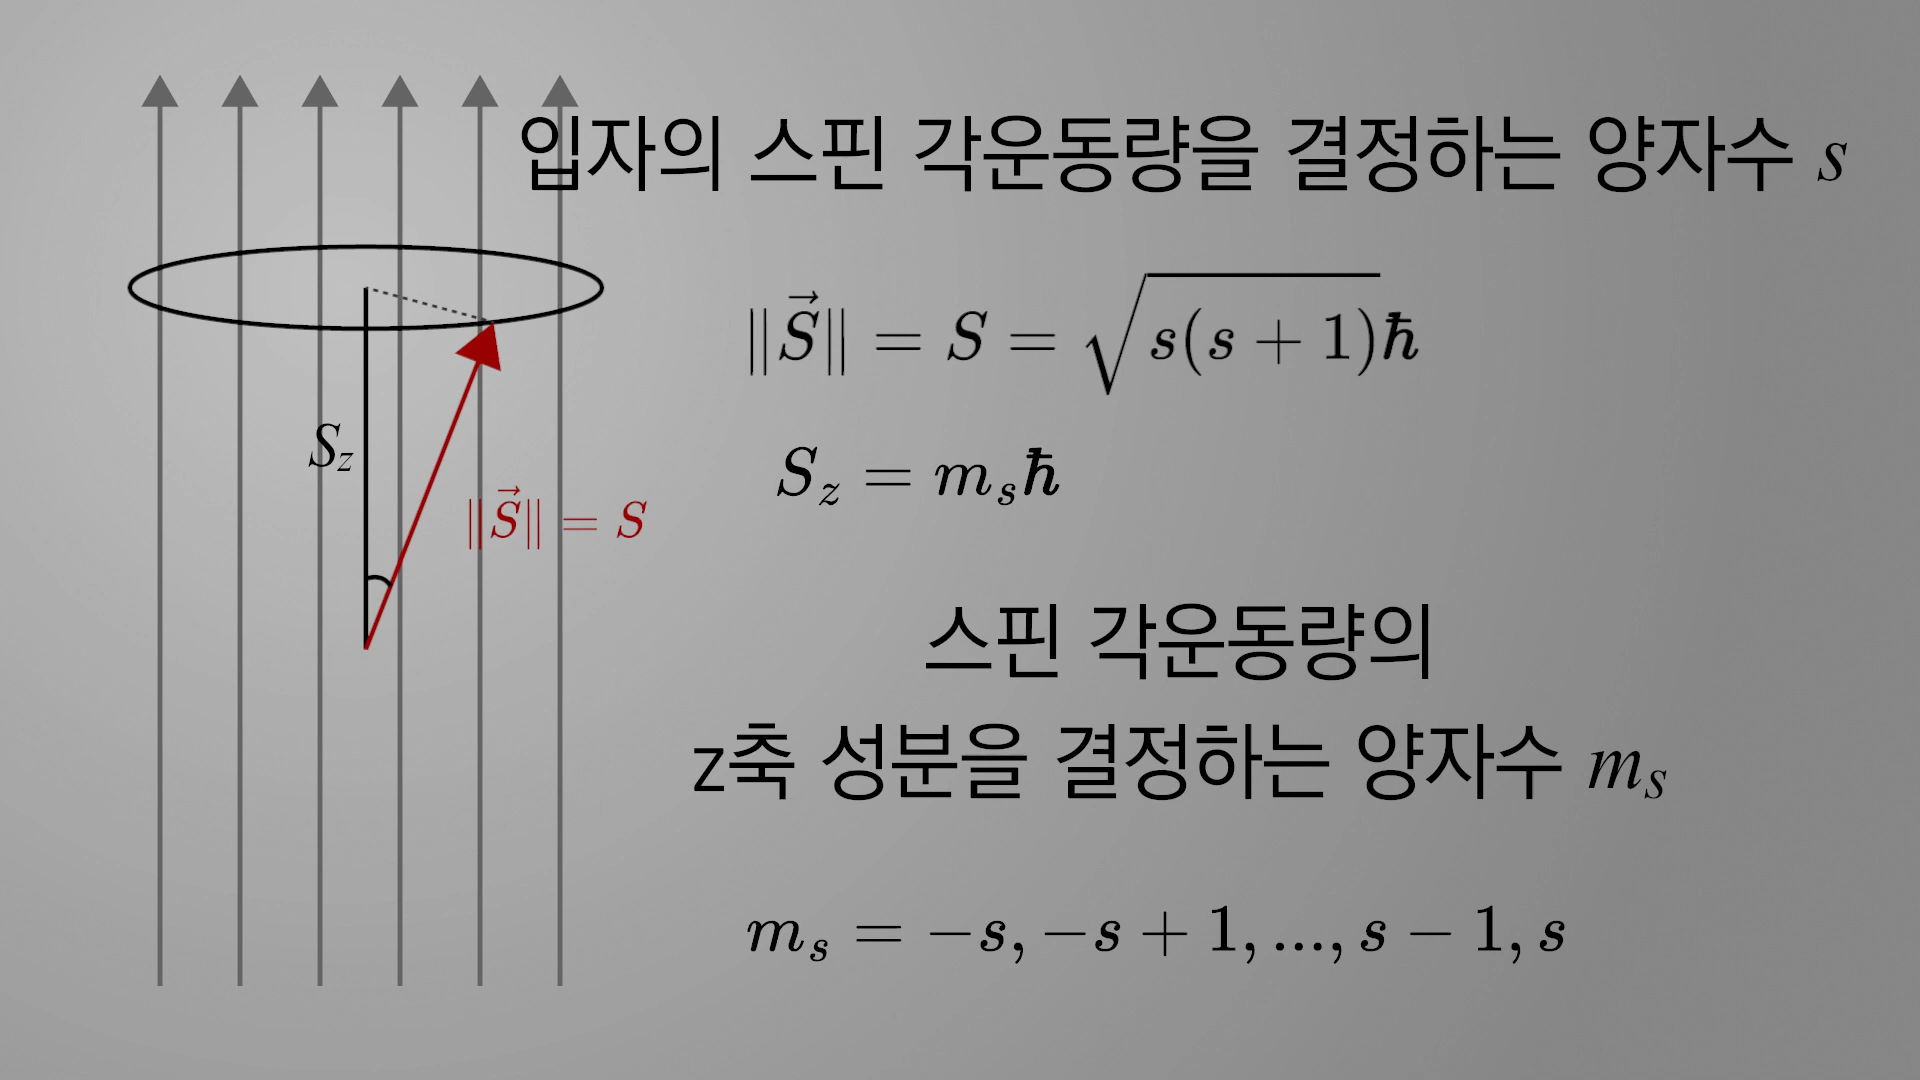 입자의 스핀 각운동량을 결정하는 양자수 s
‖S⃗‖ = S = √s(s + 1)ħ
S_z = m_sħ
S_z
‖S⃗‖ = S
스핀 각운동량의
z축 성분을 결정하는 양자수 m_s
m_s = −s, −s + 1, ..., s − 1, s